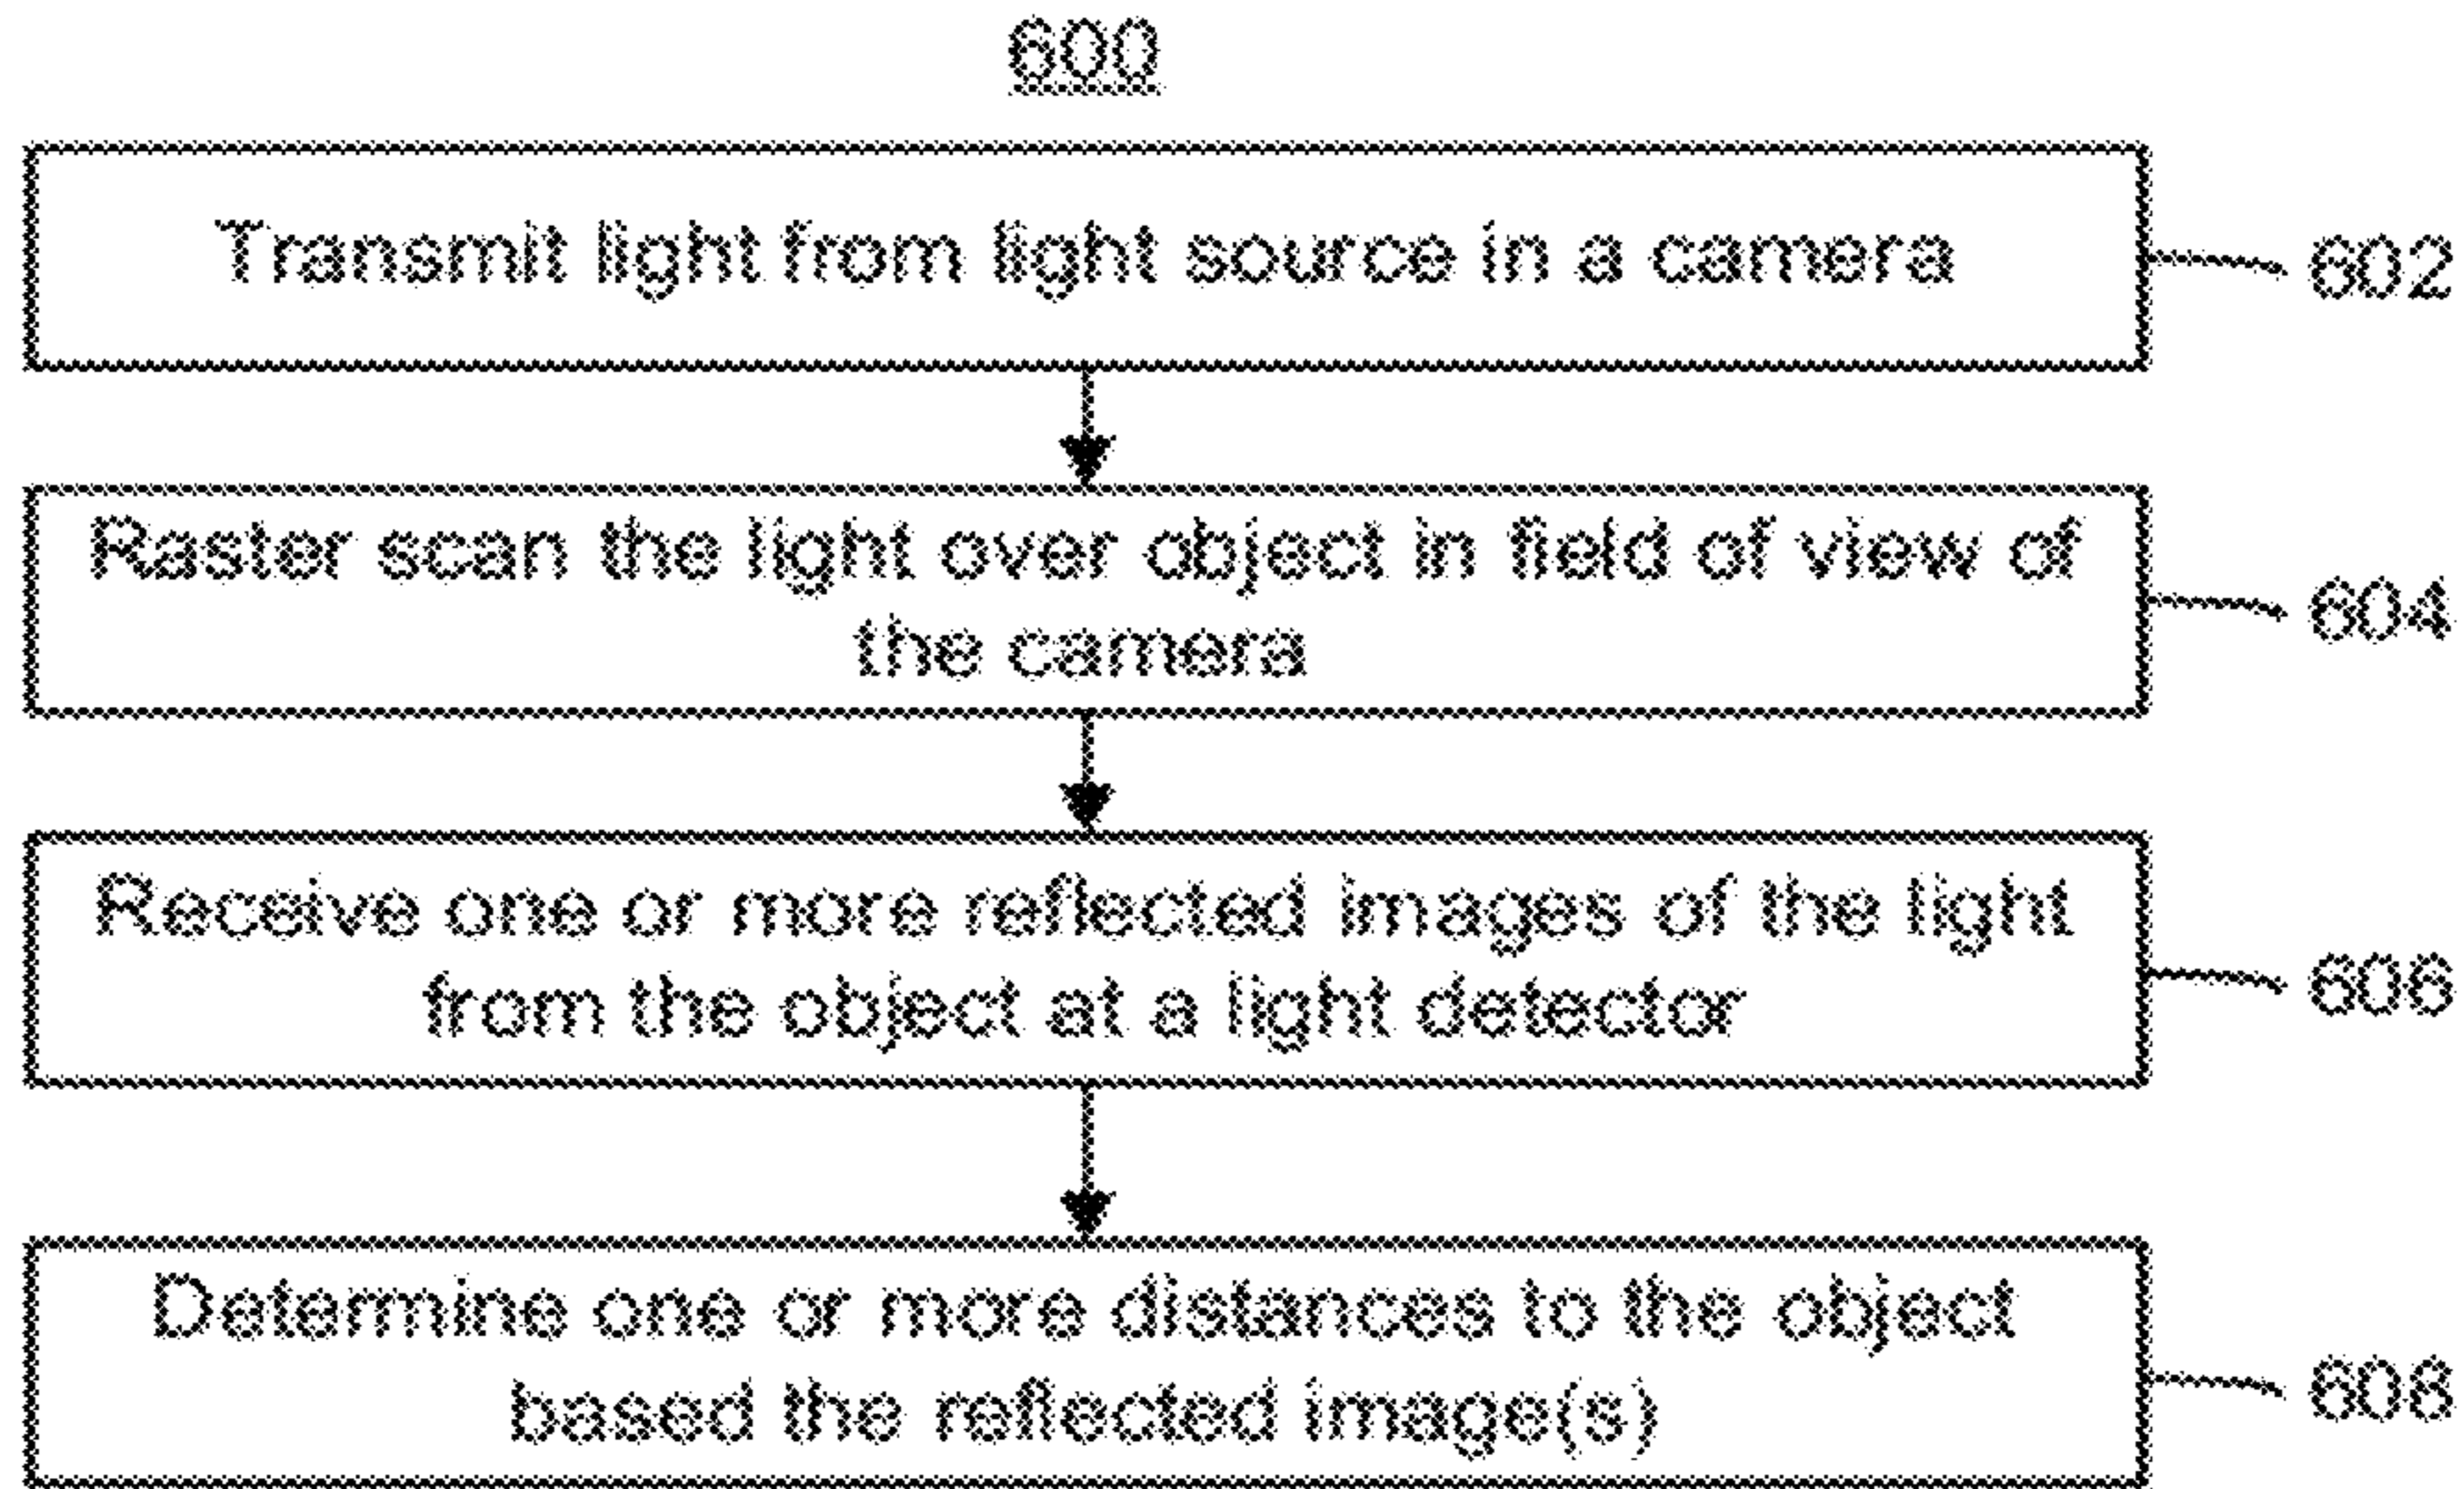 600
Transmit light from light source in a camera
602
Raster scan the light over object in field of view of
the camera
604
Receive one or more reflected images of the light
from the object at a light detector
606
Determine one or more distances to the object
based the reflected image(s)
608